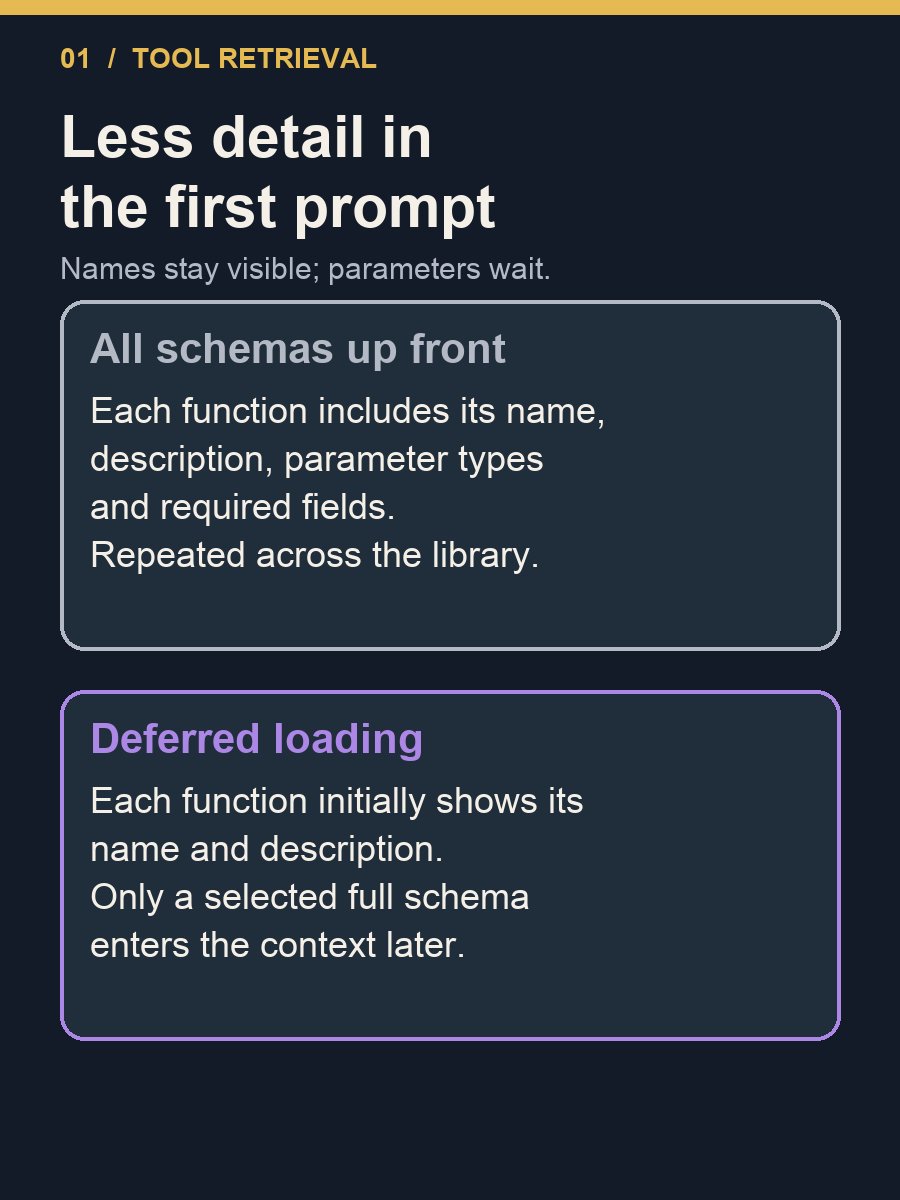 01 / TOOL RETRIEVAL
Less detail in
the first prompt
Names stay visible; parameters wait.
All schemas up front
Each function includes its name,
description, parameter types
and required fields.
Repeated across the library.
Deferred loading
Each function initially shows its
name and description.
Only a selected full schema
enters the context later.